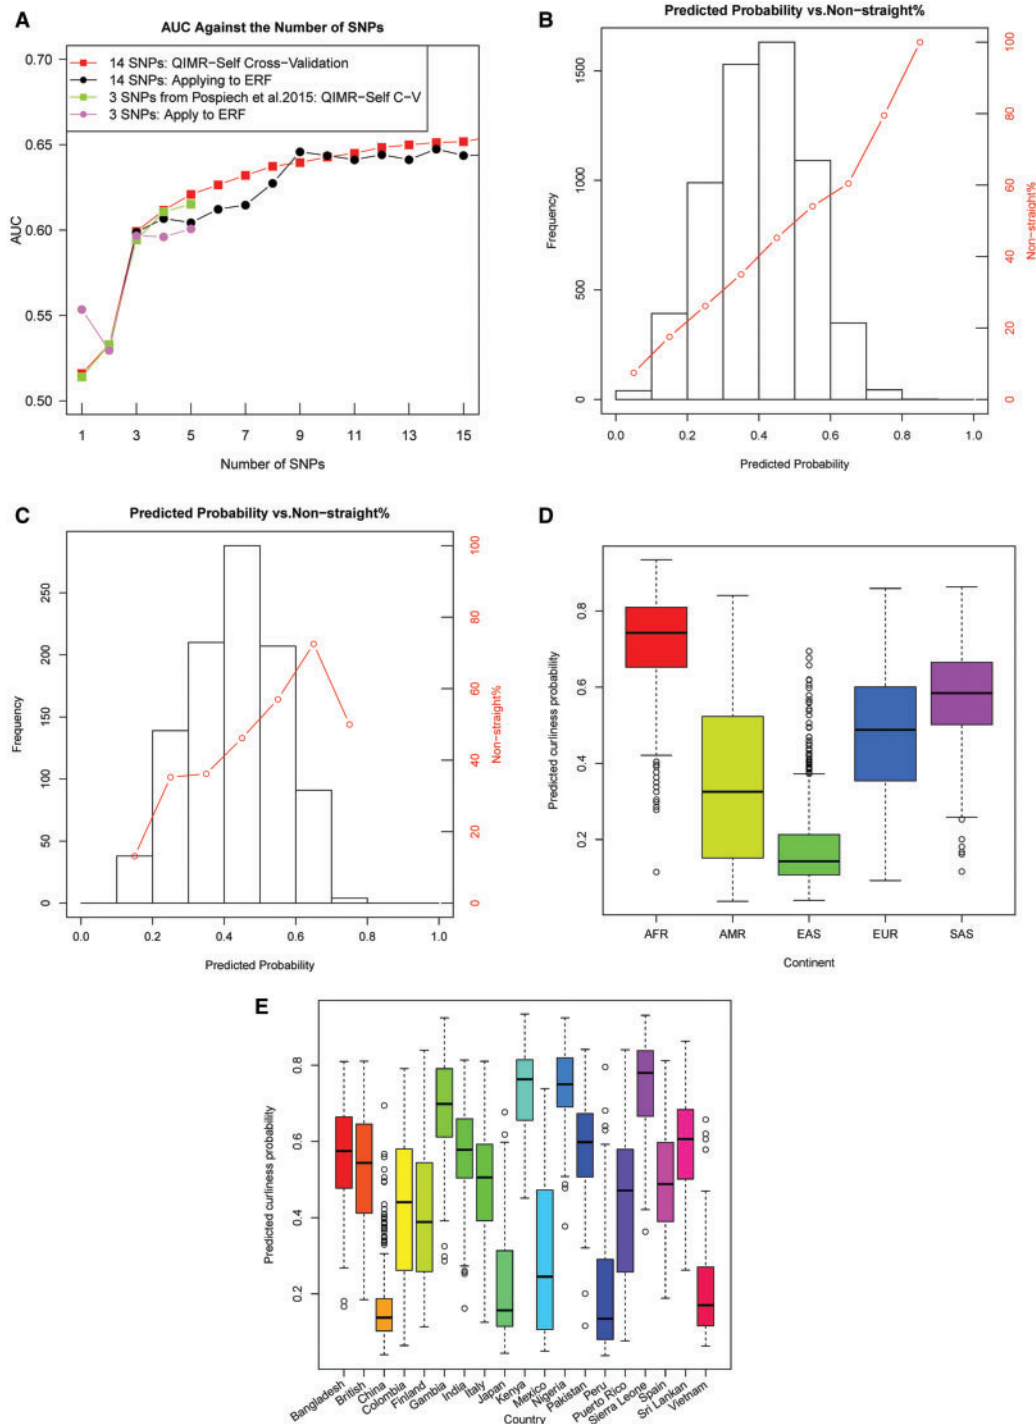 A
AUC Against the Number of SNPs
14 SNPs: QIMR−Self Cross−Validation
14 SNPs: Applying to ERF
3 SNPs from Pospiech et al.2015: QIMR−Self C−V
3 SNPs: Apply to ERF
0.70
0.65
0.60
0.55
0.50
AUC
1 3 5 7 9 11 13 15
Number of SNPs
B
Predicted Probability vs.Non−straight%
1500
1000
500
0
Frequency
100
80
60
40
20
0
Non−straight%
0.0 0.2 0.4 0.6 0.8 1.0
Predicted Probability
C
Predicted Probability vs.Non−straight%
250
200
150
100
50
0
Frequency
100
80
60
40
20
0
Non−straight%
0.0 0.2 0.4 0.6 0.8 1.0
Predicted Probability
D
0.8
0.6
0.4
0.2
Predicted curliness probability
AFR AMR EAS EUR SAS
Continent
E
0.8
0.6
0.4
0.2
Predicted curliness probability
Bangladesh
British
China
Colombia
Finland
Gambia
India
Italy
Japan
Kenya
Mexico
Nigeria
Pakistan
Peru
Puerto Rico
Sierra Leone
Spain
Sri Lankan
Vietnam
Country